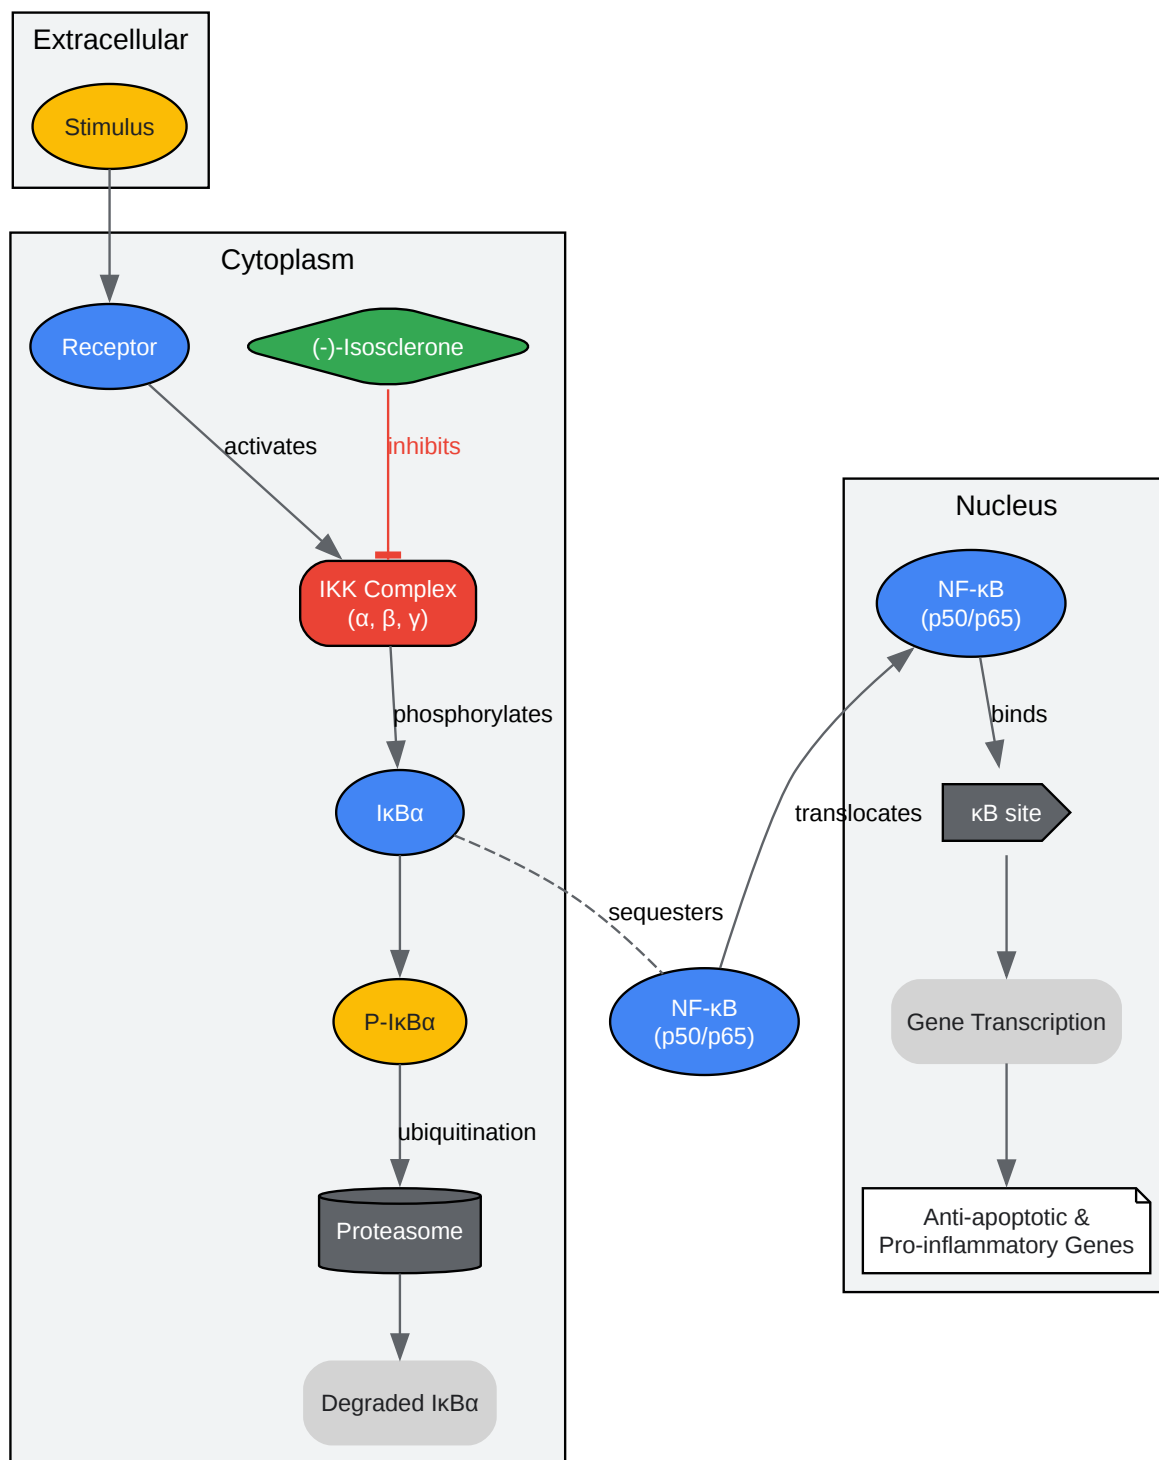 Extracellular
Stimulus
Cytoplasm
Receptor
(-)-Isosclerone
activates
inhibits
IKK Complex
(α, β, γ)
phosphorylates
IκBα
sequesters
NF-κB
(p50/p65)
translocates
P-IκBα
ubiquitination
Proteasome
Degraded IκBα
Nucleus
NF-κB
(p50/p65)
binds
κB site
Gene Transcription
Anti-apoptotic &
Pro-inflammatory Genes